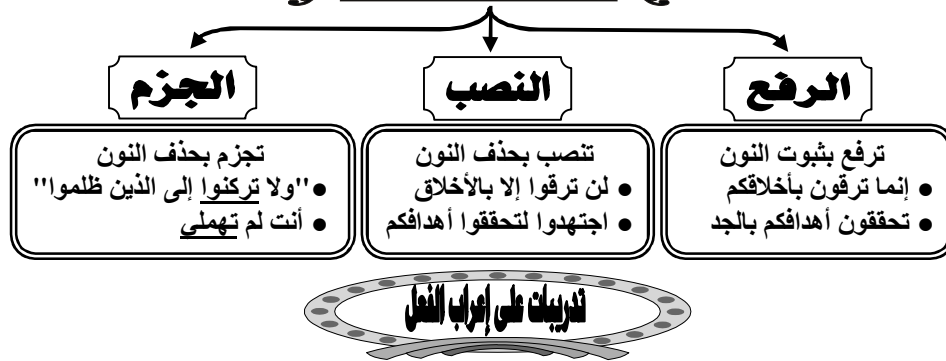 الرفع
ترفع بثبوت النون
● إنما ترقون بأخلاقكم
● تحققون أهدافكم بالجد
النصب
تنصب بحذف النون
● لن ترقوا إلا بالأخلاق
● اجتهدوا لتحققوا أهدافكم
الجزم
تجزم بحذف النون
● "ولا تركنوا إلى الذين ظلموا"
● أنت لم تهملي
تدريبات على إعراب الفعل